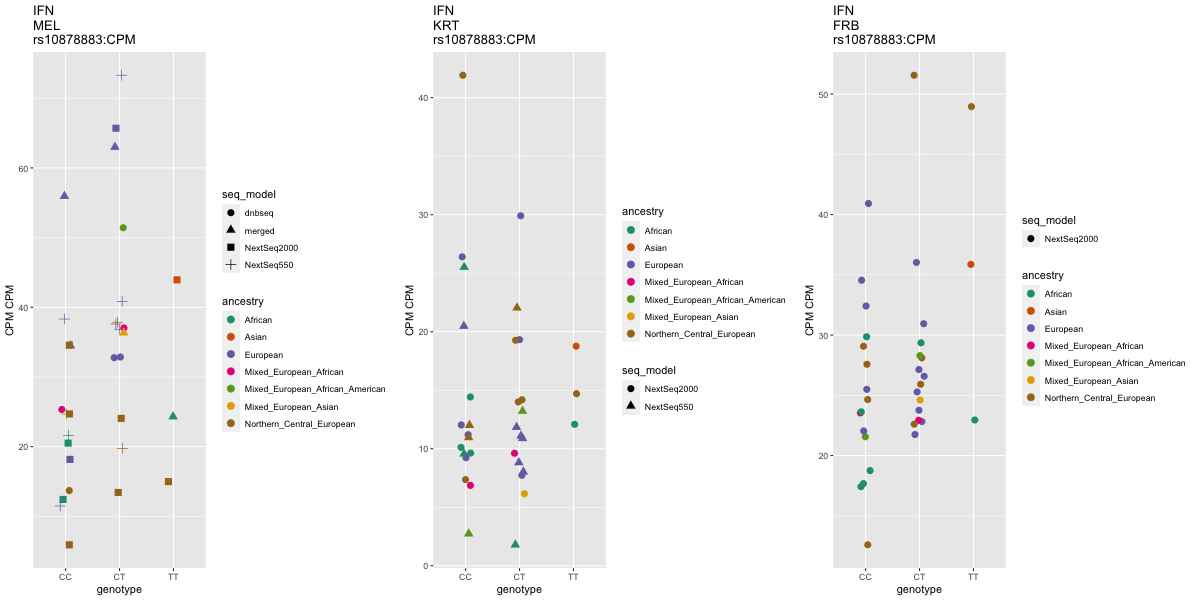 IFN
MEL
rs10878883:CPM
CPM CPM
60
40
20
CC
CT
TT
genotype
seq_model
dnbseq
merged
NextSeq2000
NextSeq550
ancestry
African
Asian
European
Mixed_European_African
Mixed_European_African_American
Mixed_European_Asian
Northern_Central_European
IFN
KRT
rs10878883:CPM
CPM CPM
40
30
20
10
0
CC
CT
TT
genotype
ancestry
African
Asian
European
Mixed_European_African
Mixed_European_African_American
Mixed_European_Asian
Northern_Central_European
seq_model
NextSeq2000
NextSeq550
IFN
FRB
rs10878883:CPM
CPM CPM
50
40
30
20
CC
CT
TT
genotype
seq_model
NextSeq2000
ancestry
African
Asian
European
Mixed_European_African
Mixed_European_African_American
Mixed_European_Asian
Northern_Central_European